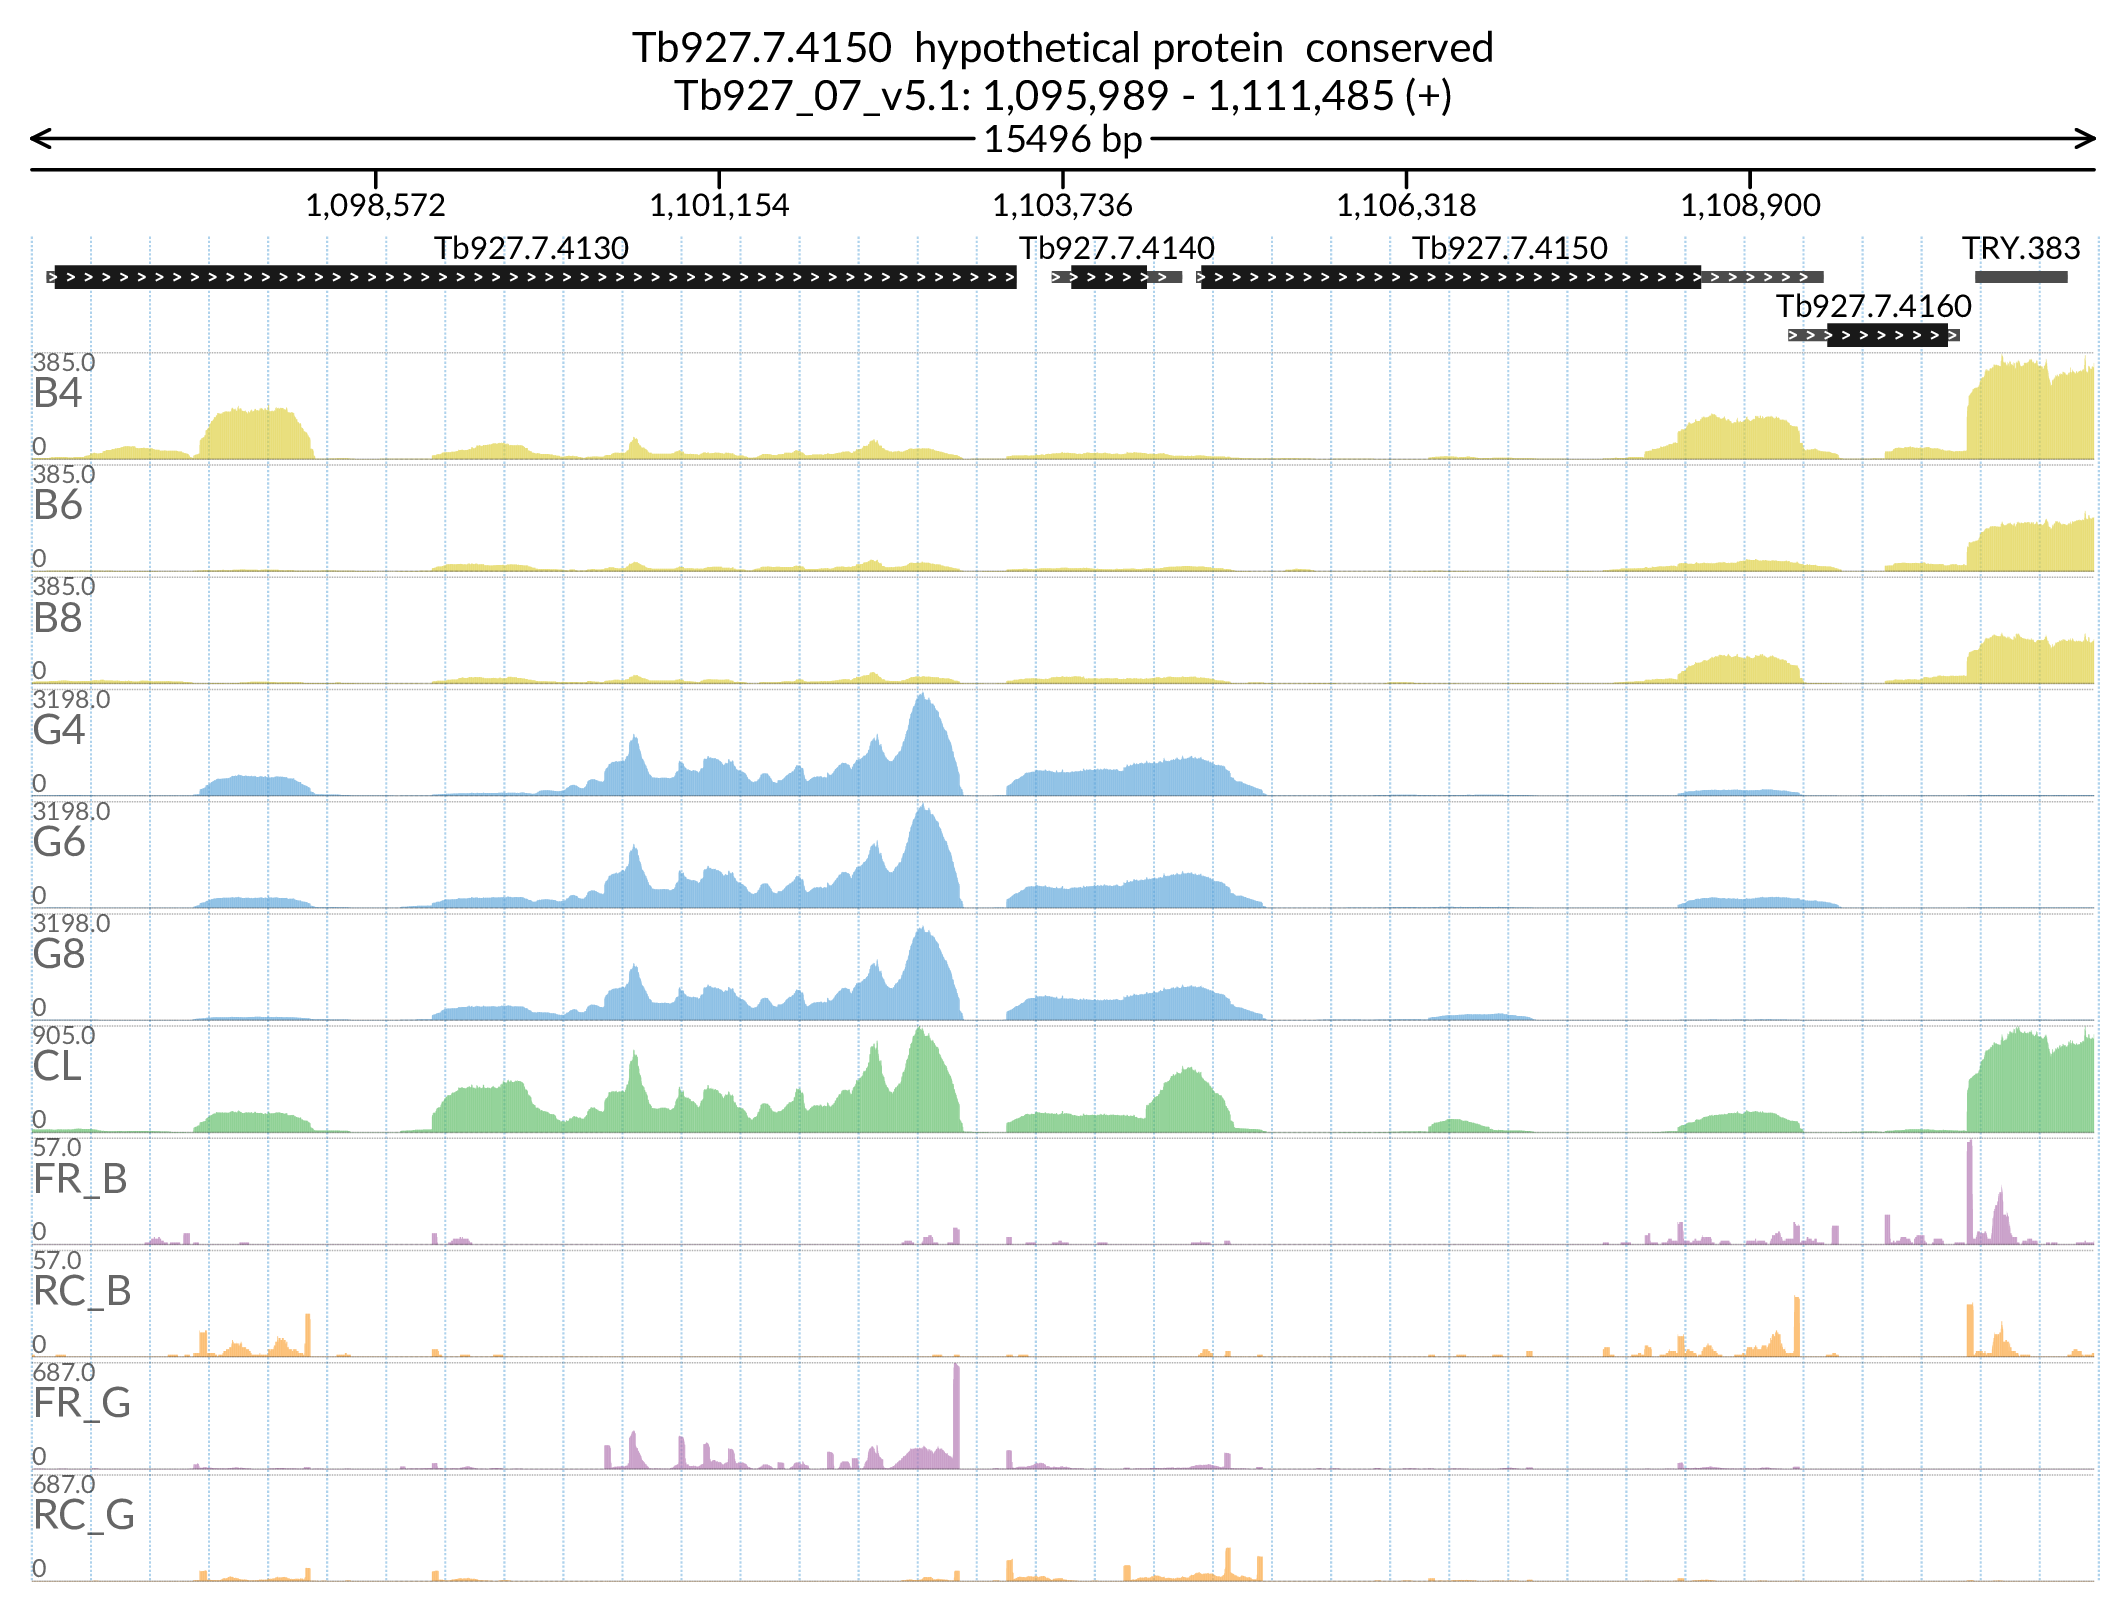 Tb927.7.4150 hypothetical protein conserved
Tb927_07_v5.1: 1,095,989 - 1,111,485 (+)
15496 bp
1,098,572 1,101,154 1,103,736 1,106,318 1,108,900
Tb927.7.4130 Tb927.7.4140 Tb927.7.4150 TRY.383
Tb927.7.4160
385.0
B4
0
385.0
B6
0
385.0
B8
0
3198.0
G4
0
3198.0
G6
0
3198.0
G8
0
905.0
CL
0
57.0
FR_B
0
57.0
RC_B
0
687.0
FR_G
0
687.0
RC_G
0